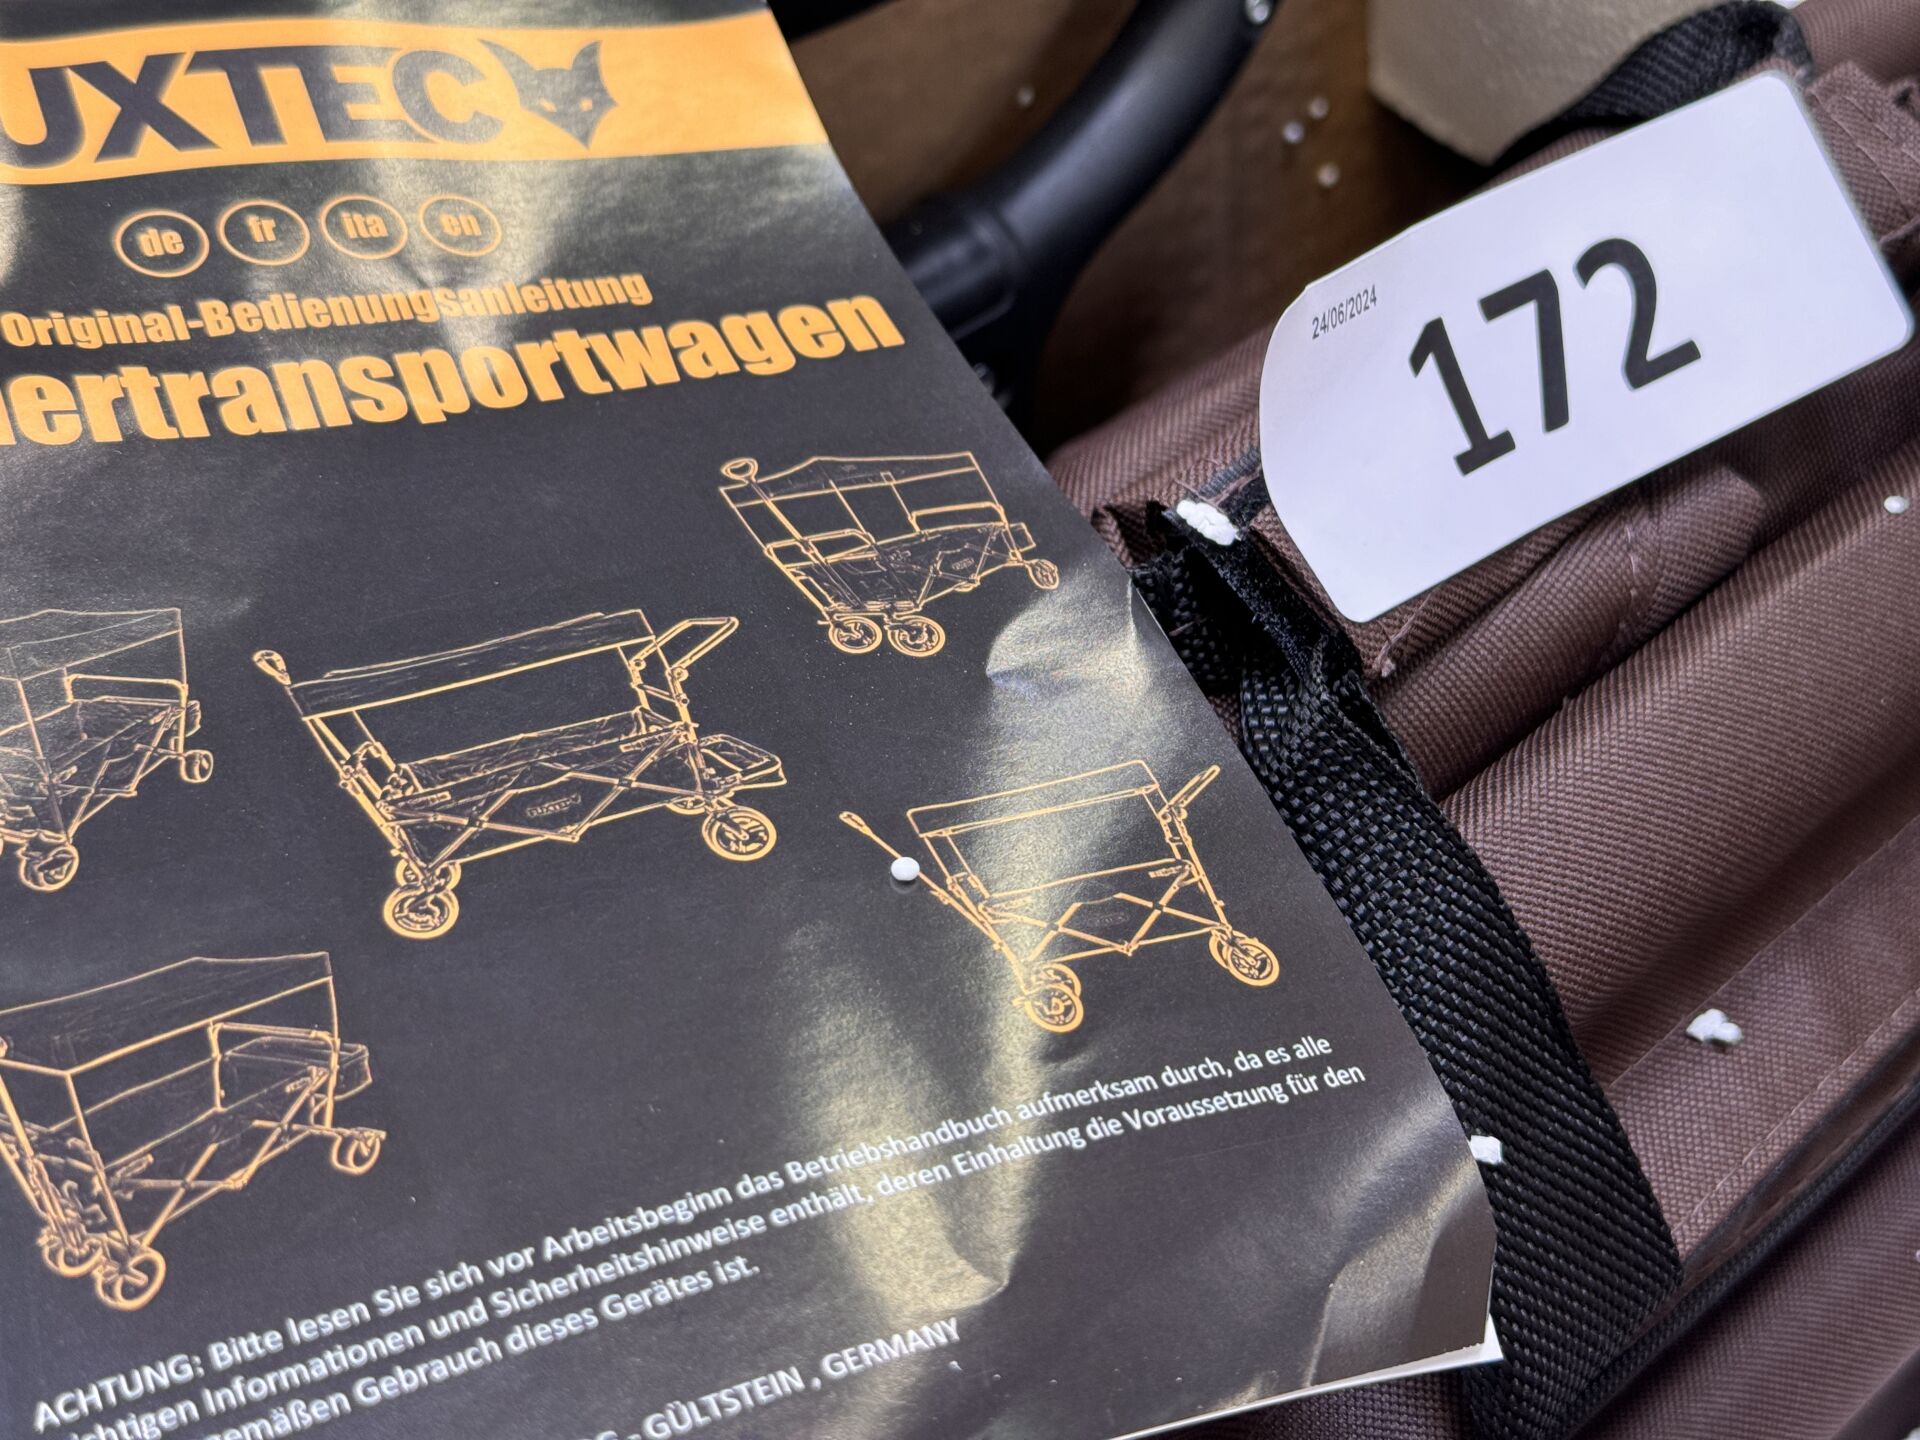 UXTEC
de fr ita en
Original-Bedienungsanleitung
ertransportwagen
24/06/2024
172
FUXTEC
ACHTUNG: Bitte lesen Sie sich vor Arbeitsbeginn das Betriebshandbuch aufmerksam durch, da es alle
ichtigen Informationen und Sicherheitshinweise enthält, deren Einhaltung die Voraussetzung für den
gemäßen Gebrauch dieses Gerätes ist.
- GÜLTSTEIN , GERMANY